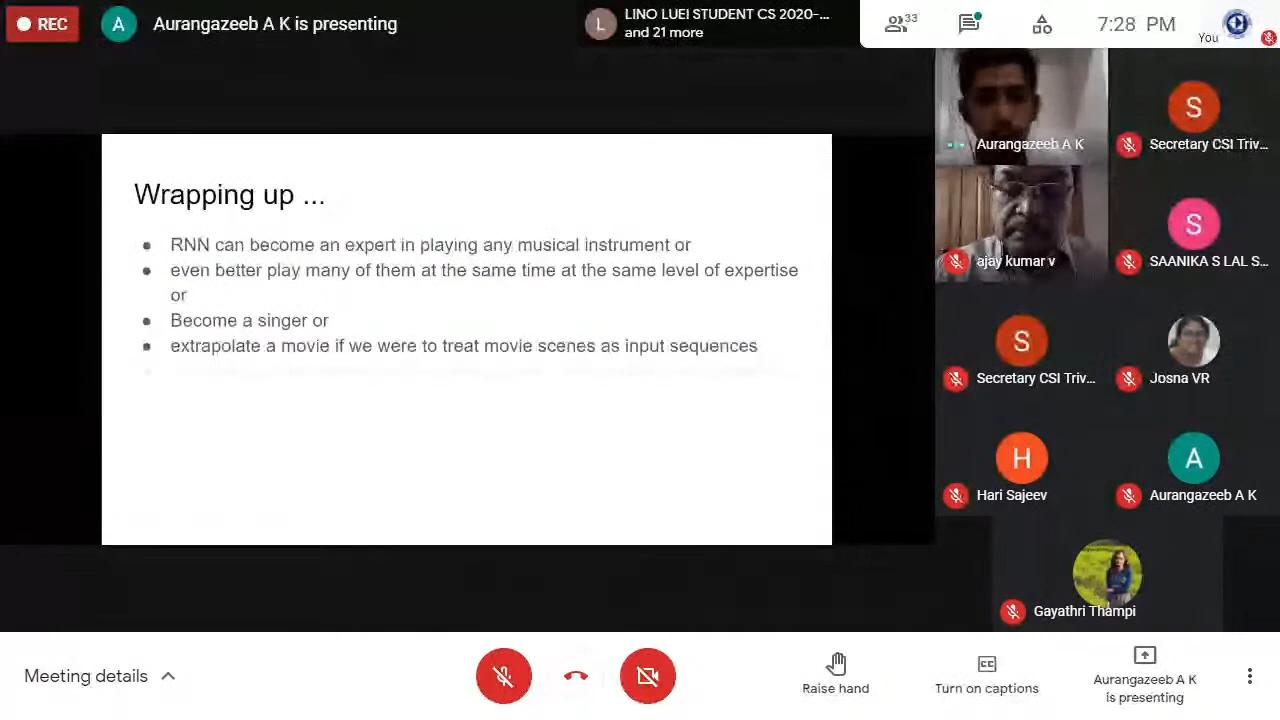 REC
A
Aurangazeeb A K is presenting
L
LINO LUEI STUDENT CS 2020-...
and 21 more
33
7:28 PM
You
Wrapping up ...
RNN can become an expert in playing any musical instrument or
even better play many of them at the same time at the same level of expertise
or
Become a singer or
extrapolate a movie if we were to treat movie scenes as input sequences
Aurangazeeb A K
S
Secretary CSI Triv...
ajay kumar v
S
SAANIKA S LAL S...
S
Secretary CSI Triv...
Josna VR
H
Hari Sajeev
A
Aurangazeeb A K
Gayathri Thampi
Meeting details
Raise hand
CC
Turn on captions
Aurangazeeb A K
is presenting